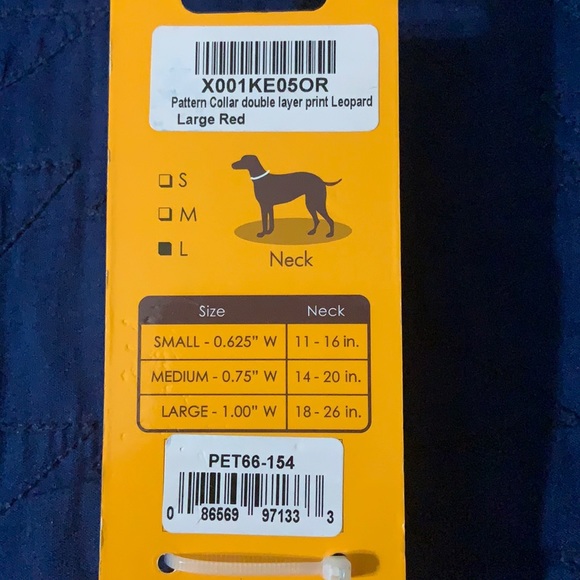 X001KE05OR
Pattern Collar double layer print Leopard
Large Red
S
M
L
Neck
Size Neck
SMALL - 0.625" W 11 - 16 in.
MEDIUM - 0.75" W 14 - 20 in.
LARGE - 1.00" W 18 - 26 in.
PET66-154
0 86569 97133 3